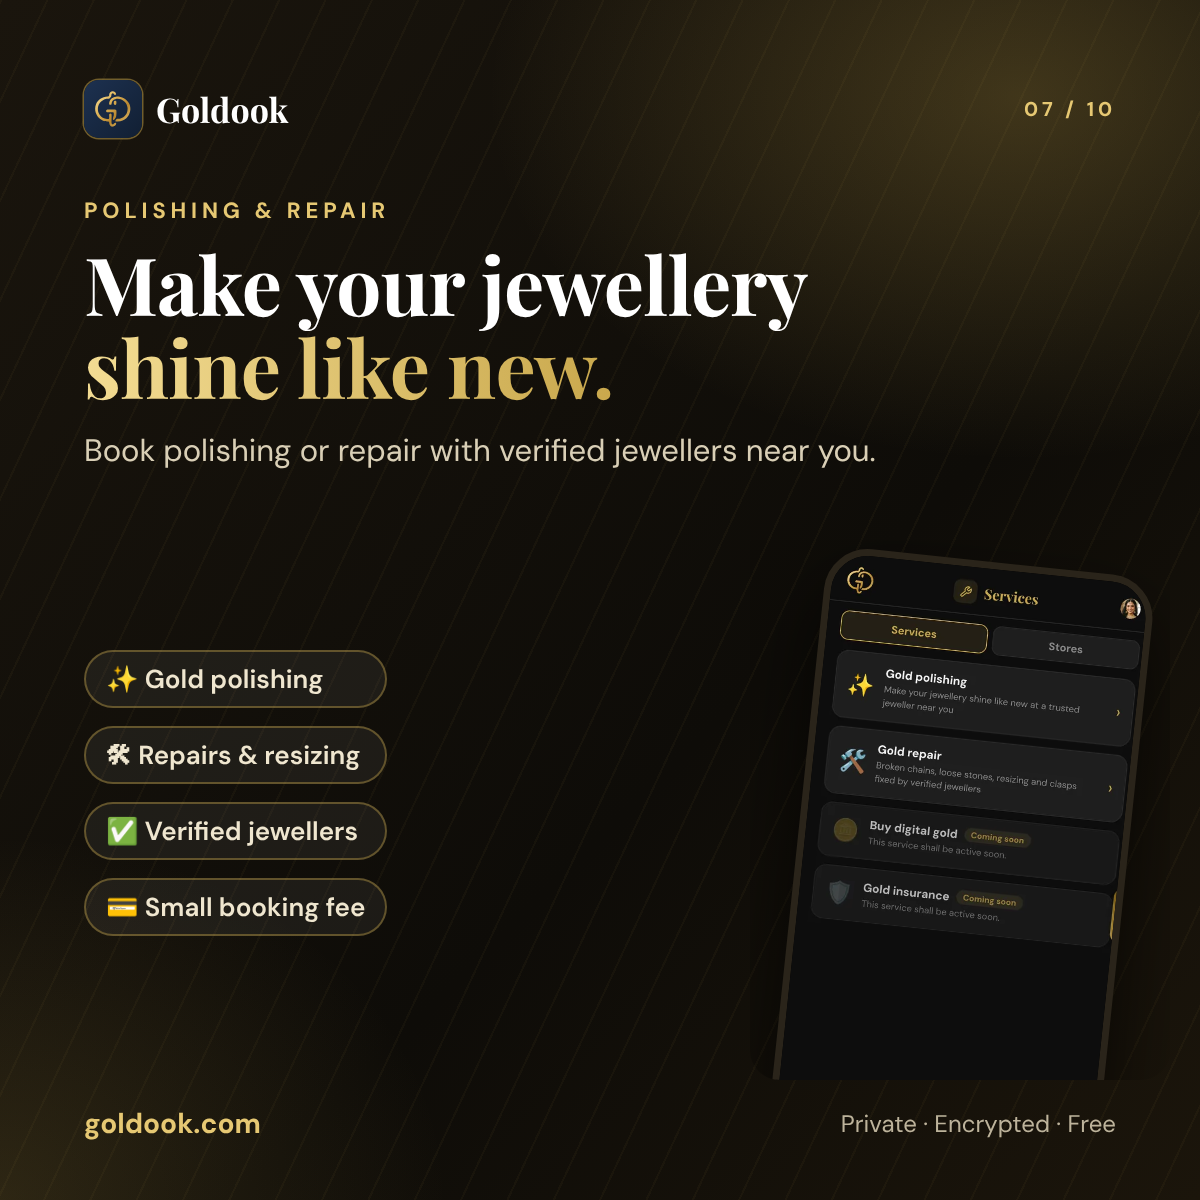 Goldook
07 / 10
POLISHING & REPAIR
Make your jewellery
shine like new.
Book polishing or repair with verified jewellers near you.
✨ Gold polishing
🛠 Repairs & resizing
✅ Verified jewellers
💳 Small booking fee
Services
Services
Stores
Gold polishing
Make your jewellery shine like new at a trusted
jeweller near you
Gold repair
Broken chains, loose stones, resizing and clasps
fixed by verified jewellers
Buy digital gold Coming soon
This service shall be active soon.
Gold insurance Coming soon
This service shall be active soon.
goldook.com
Private · Encrypted · Free